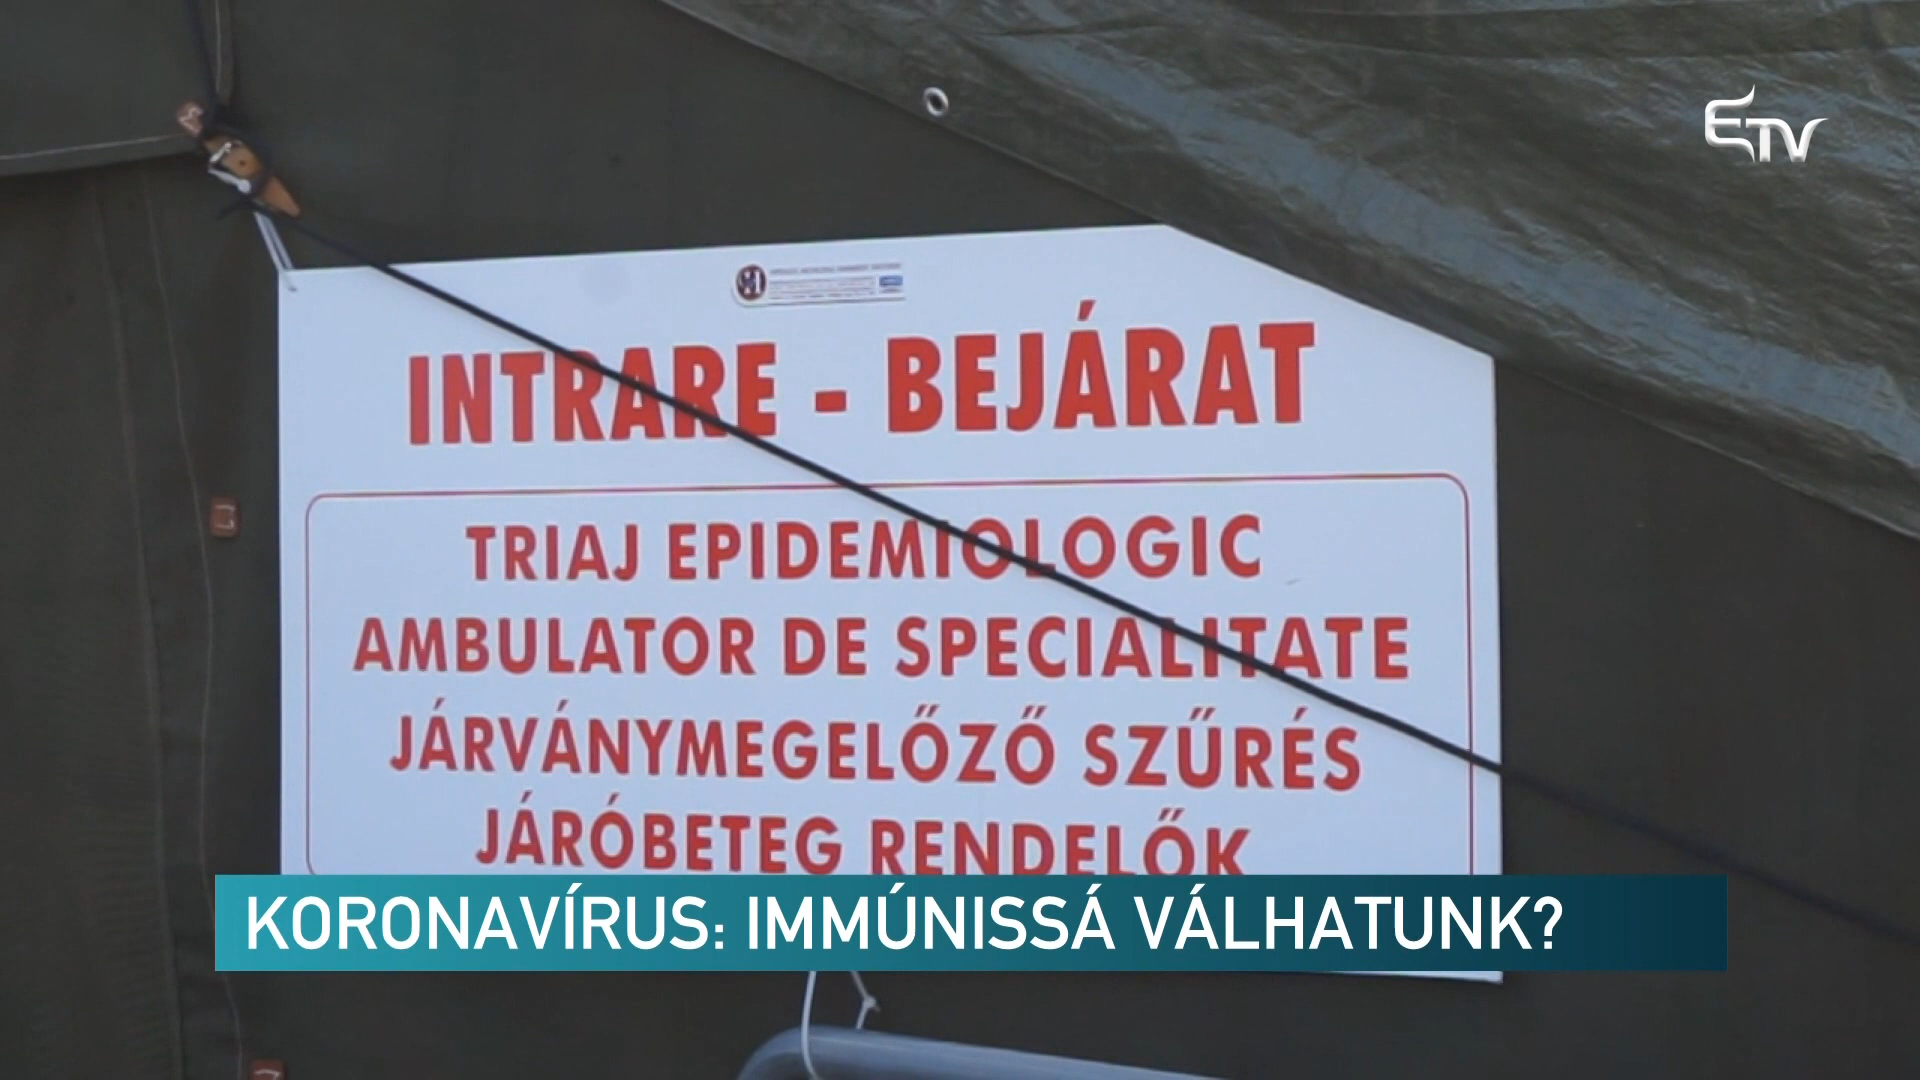 ETV
INTRARE - BEJÁRAT
TRIAJ EPIDEMIOLOGIC
AMBULATOR DE SPECIALITATE
JÁRVÁNYMEGELŐZŐ SZŰRÉS
JÁRÓBETEG RENDELŐK
KORONAVÍRUS: IMMÚNISSÁ VÁLHATUNK?